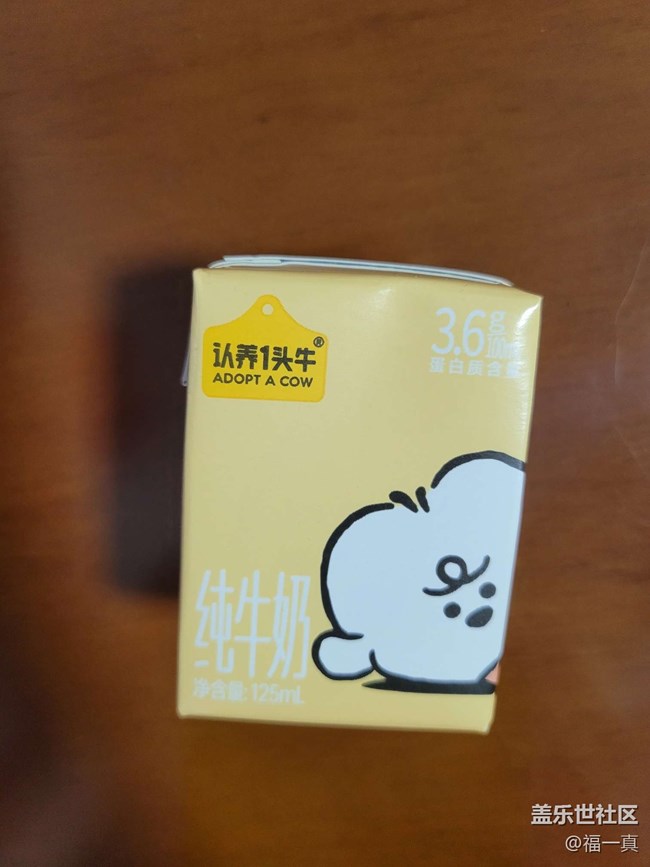 认养1头牛®
ADOPT A COW
3.6g
100mL
蛋白质含量
纯牛奶
净含量: 125mL
盖乐世社区
@福一真